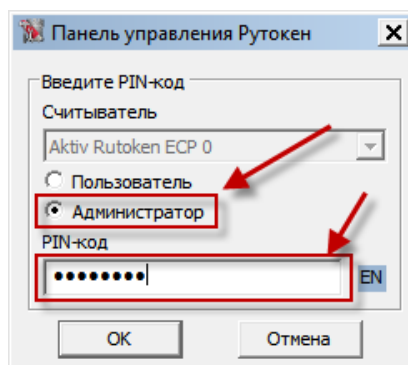 Панель управления Рутокен
Введите PIN-код
Считыватель
Aktiv Rutoken ECP 0
Пользователь
Администратор
PIN-код
●●●●●●●●
EN
OK
Отмена